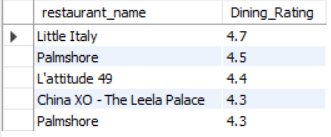 restaurant_name Dining_Rating
Little Italy 4.7
Palmshore 4.5
L'attitude 49 4.4
China XO - The Leela Palace 4.3
Palmshore 4.3